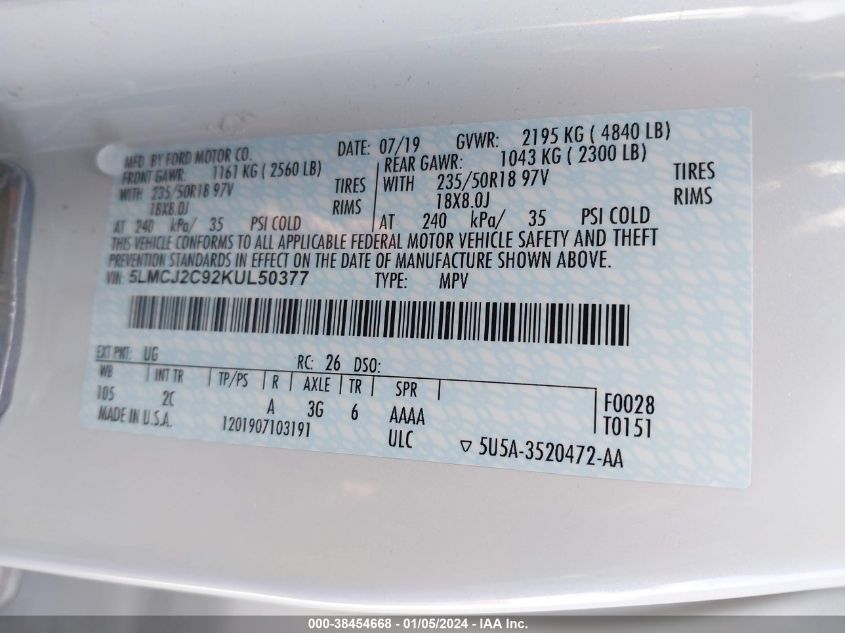 MFD. BY FORD MOTOR CO. DATE: 07/19 GVWR: 2195 KG ( 4840 LB)
FRONT GAWR: 1161 KG ( 2560 LB) REAR GAWR: 1043 KG ( 2300 LB)
WITH 235/50R18 97V TIRES WITH 235/50R18 97V TIRES
18X8.0J RIMS 18X8.0J RIMS
AT 240 kPa/ 35 PSI COLD AT 240 kPa/ 35 PSI COLD
THIS VEHICLE CONFORMS TO ALL APPLICABLE FEDERAL MOTOR VEHICLE SAFETY AND THEFT
PREVENTION STANDARDS IN EFFECT ON THE DATE OF MANUFACTURE SHOWN ABOVE.
VIN: 5LMCJ2C92KUL50377 TYPE: MPV
EXT PNT: UG RC: 26 DSO:
WB INT TR TP/PS R AXLE TR SPR F0028
105 2C A 3G 6 AAAA T0151
MADE IN U.S.A. 1201907103191 ULC ▽ 5U5A-3520472-AA
000-38454668 - 01/05/2024 - IAA Inc.